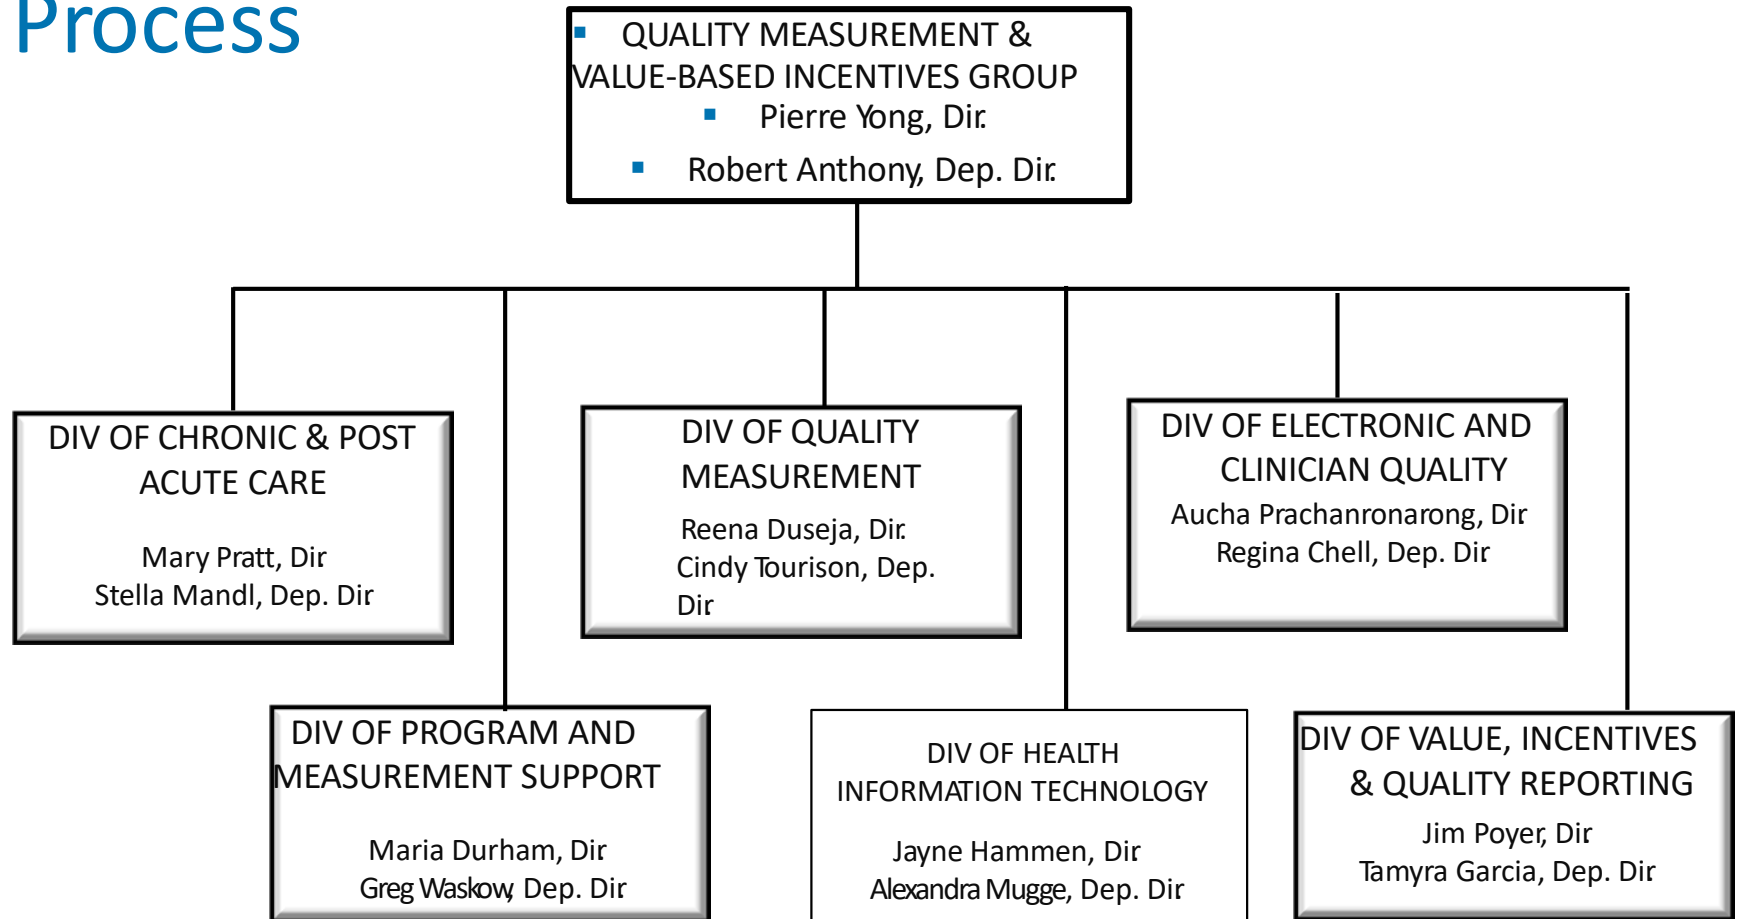 Process
▪ QUALITY MEASUREMENT &
VALUE-BASED INCENTIVES GROUP
▪ Pierre Yong, Dir.
▪ Robert Anthony, Dep. Dir.
DIV OF CHRONIC & POST
ACUTE CARE
Mary Pratt, Dir
Stella Mandl, Dep. Dir
DIV OF QUALITY
MEASUREMENT
Reena Duseja, Dir.
Cindy Tourison, Dep.
Dir
DIV OF ELECTRONIC AND
CLINICIAN QUALITY
Aucha Prachanronarong, Dir
Regina Chell, Dep. Dir
DIV OF PROGRAM AND
MEASUREMENT SUPPORT
Maria Durham, Dir
Greg Waskow, Dep. Dir
DIV OF HEALTH
INFORMATION TECHNOLOGY
Jayne Hammen, Dir
Alexandra Mugge, Dep. Dir
DIV OF VALUE, INCENTIVES
& QUALITY REPORTING
Jim Poyer, Dir
Tamyra Garcia, Dep. Dir